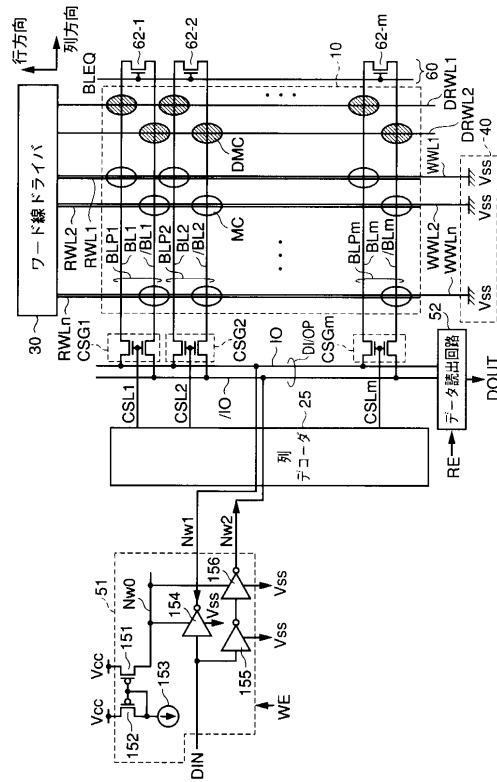 行方向
列方向
ワード線ドライバ
30
RWLn
RWL2
RWL1
BLEQ
62-1
62-2
62-m
60
10
CSG1
CSG2
CSGm
BLP1
BL1
/BL1
BLP2
BL2
/BL2
BLPm
BLm
/BLm
MC
DMC
DRWL1
DRWL2
WWL1
WWL2
WWLn
40
Vss
Vss
Vss
CSL1
CSL2
CSLm
/IO
IO
DI/OP
25
列
デコーダ
52
データ読出回路
RE
DOUT
51
Vcc
Vcc
151
152
153
Nw0
Nw1
Nw2
154
Vss
155
156
Vss
Vss
DIN
WE